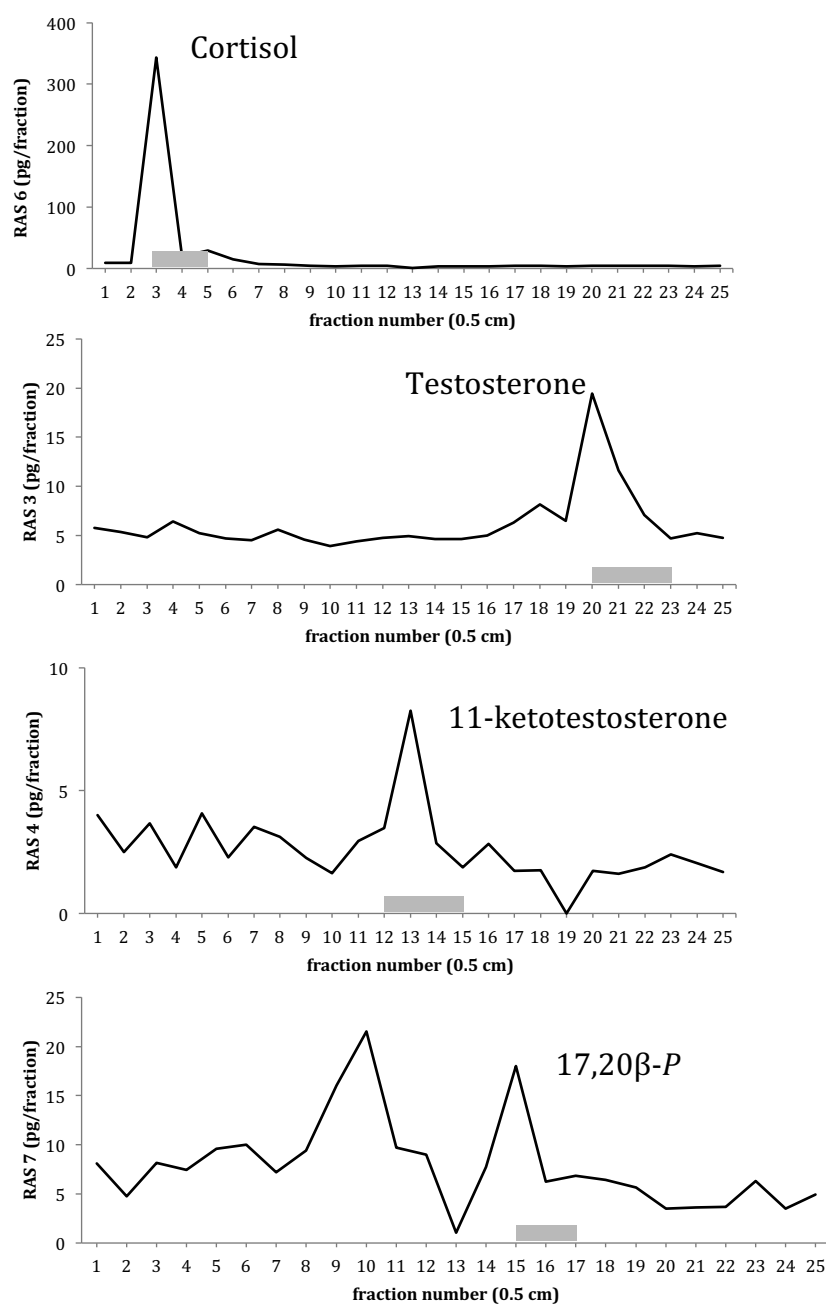 Cortisol
RAS 6 (pg/fraction)
400
300
200
100
0
1 2 3 4 5 6 7 8 9 10 11 12 13 14 15 16 17 18 19 20 21 22 23 24 25
fraction number (0.5 cm)
Testosterone
RAS 3 (pg/fraction)
25
20
15
10
5
0
1 2 3 4 5 6 7 8 9 10 11 12 13 14 15 16 17 18 19 20 21 22 23 24 25
fraction number (0.5 cm)
11-ketotestosterone
RAS 4 (pg/fraction)
10
5
0
1 2 3 4 5 6 7 8 9 10 11 12 13 14 15 16 17 18 19 20 21 22 23 24 25
fraction number (0.5 cm)
17,20β-P
RAS 7 (pg/fraction)
25
20
15
10
5
0
1 2 3 4 5 6 7 8 9 10 11 12 13 14 15 16 17 18 19 20 21 22 23 24 25
fraction number (0.5 cm)